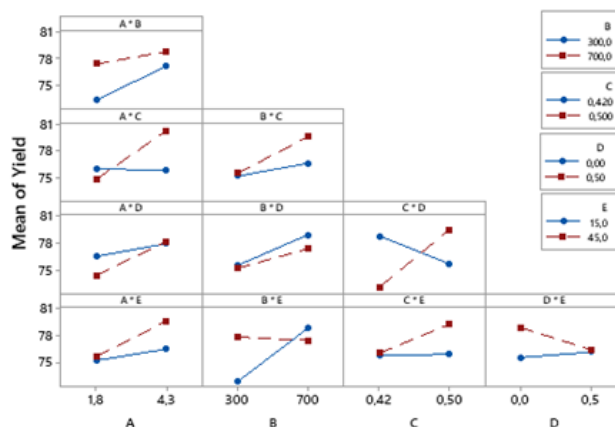 Mean of Yield
A * B
81
78
75
A * C
B * C
81
78
75
A * D
B * D
C * D
81
78
75
A * E
B * E
C * E
D * E
81
78
75
1,8 4,3 300 700 0,42 0,50 0,0 0,5
A B C D
B
300,0
700,0
C
0,420
0,500
D
0,00
0,50
E
15,0
45,0